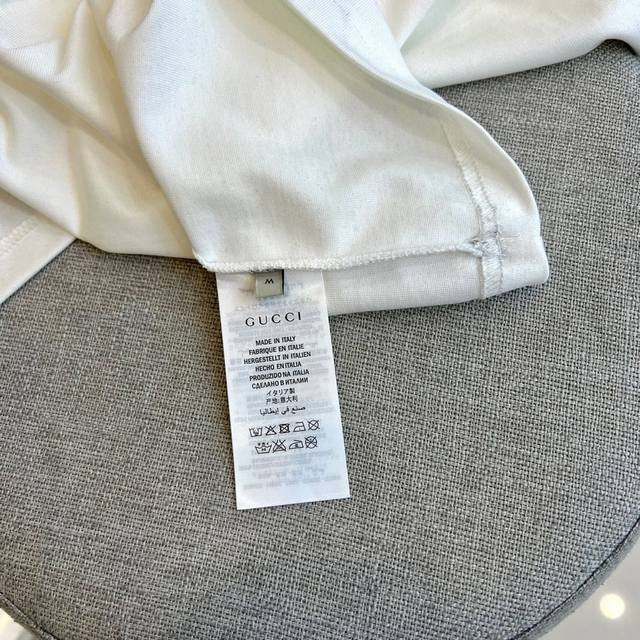 M
GUCCI
MADE IN ITALY
FABRIQUE EN ITALIE
HERGESTELLT IN ITALIEN
HECHO EN ITALIA
PRODUZIDO NA ITALIA
СДЕЛАНО В ИТАЛИИ
イタリア製
产地:意大利
صنع في إيطاليا